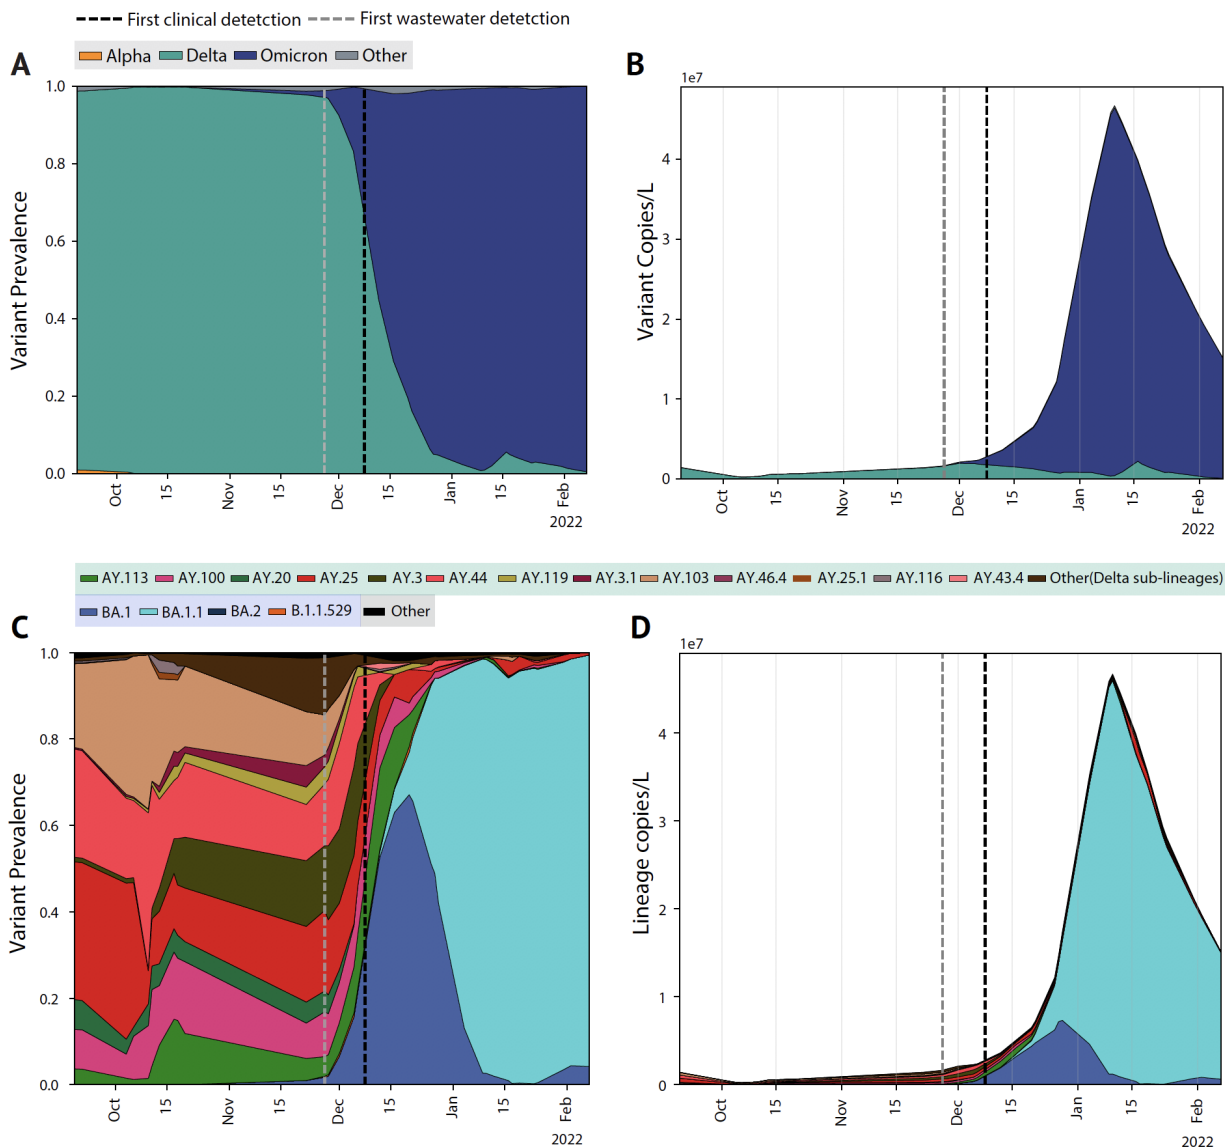 First clinical detetction First wastewater detetction
Alpha Delta Omicron Other
A
1.0
0.8
0.6
0.4
0.2
0.0
Variant Prevalence
Oct 15 Nov 15 Dec 15 Jan 15 Feb
2022
B
1e7
4
3
2
1
0
Variant Copies/L
Oct 15 Nov 15 Dec 15 Jan 15 Feb
2022
AY.113 AY.100 AY.20 AY.25 AY.3 AY.44 AY.119 AY.3.1 AY.103 AY.46.4 AY.25.1 AY.116 AY.43.4 Other(Delta sub-lineages)
BA.1 BA.1.1 BA.2 B.1.1.529 Other
C
1.0
0.8
0.6
0.4
0.2
0.0
Variant Prevalence
Oct 15 Nov 15 Dec 15 Jan 15 Feb
2022
D
1e7
4
3
2
1
0
Lineage copies/L
Oct 15 Nov 15 Dec 15 Jan 15 Feb
2022